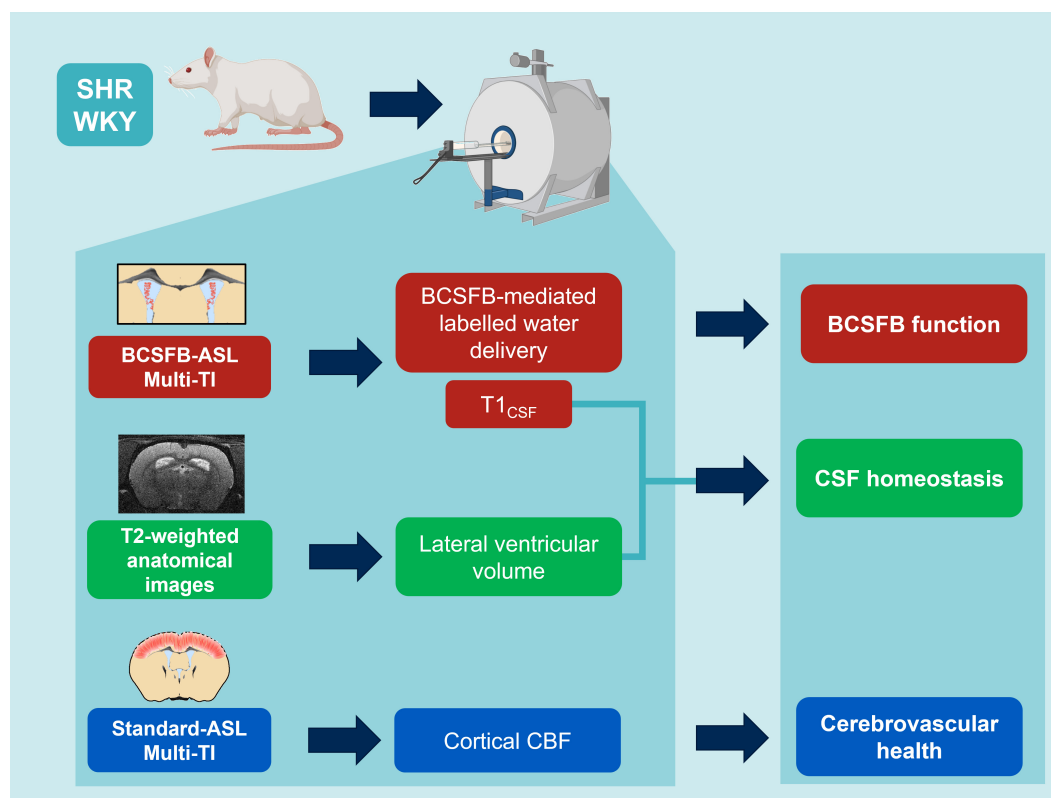 SHR
WKY
BCSFB-ASL
Multi-TI
BCSFB-mediated
labelled water
delivery
BCSFB function
T1CSF
T2-weighted
anatomical
images
Lateral ventricular
volume
CSF homeostasis
Standard-ASL
Multi-TI
Cortical CBF
Cerebrovascular
health